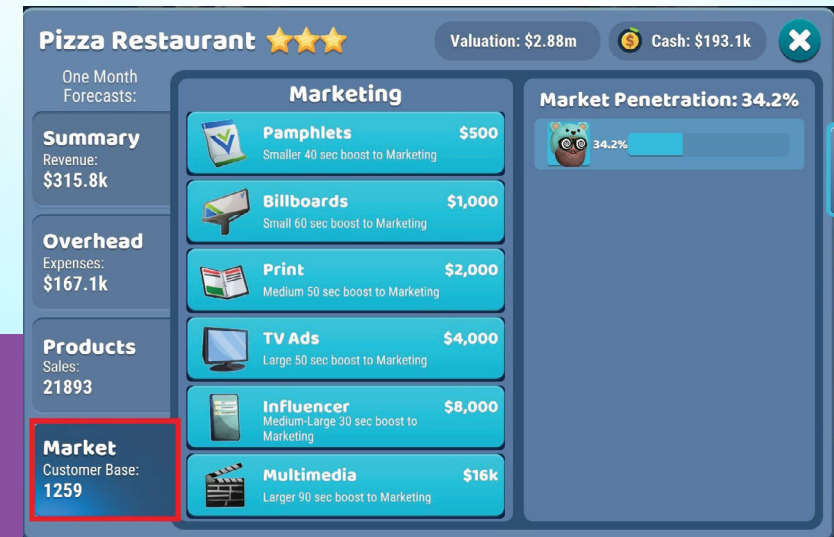 Pizza Restaurant
Valuation: $2.88m
Cash: $193.1k
One Month
Forecasts:
Summary
Revenue:
$315.8k
Overhead
Expenses:
$167.1k
Products
Sales:
21893
Market
Customer Base:
1259
Marketing
Pamphlets $500
Smaller 40 sec boost to Marketing
Billboards $1,000
Small 60 sec boost to Marketing
Print $2,000
Medium 50 sec boost to Marketing
TV Ads $4,000
Large 50 sec boost to Marketing
Influencer $8,000
Medium-Large 30 sec boost to
Marketing
Multimedia $16k
Larger 90 sec boost to Marketing
Market Penetration: 34.2%
34.2%